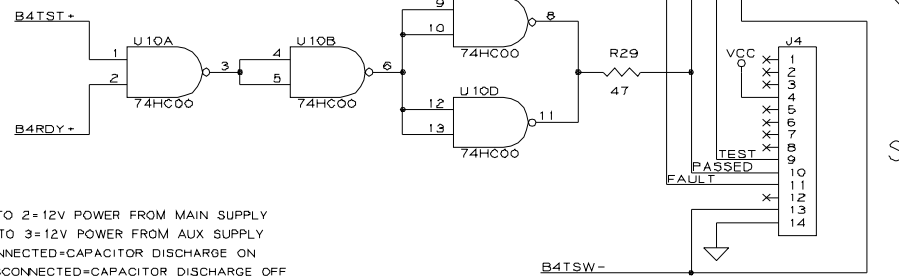 B4TST+
1
2
U10A
3
74HC00
B4RDY+
4
5
U10B
6
74HC00
9
10
8
74HC00
12
13
U10D
11
74HC00
R29
47
VCC
J4
1
2
3
4
5
6
7
8
TEST 9
PASSED 10
FAULT 11
12
13
14
TO 2=12V POWER FROM MAIN SUPPLY
TO 3=12V POWER FROM AUX SUPPLY
NNECTED=CAPACITOR DISCHARGE ON
SCONNECTED=CAPACITOR DISCHARGE OFF
B4TSW-